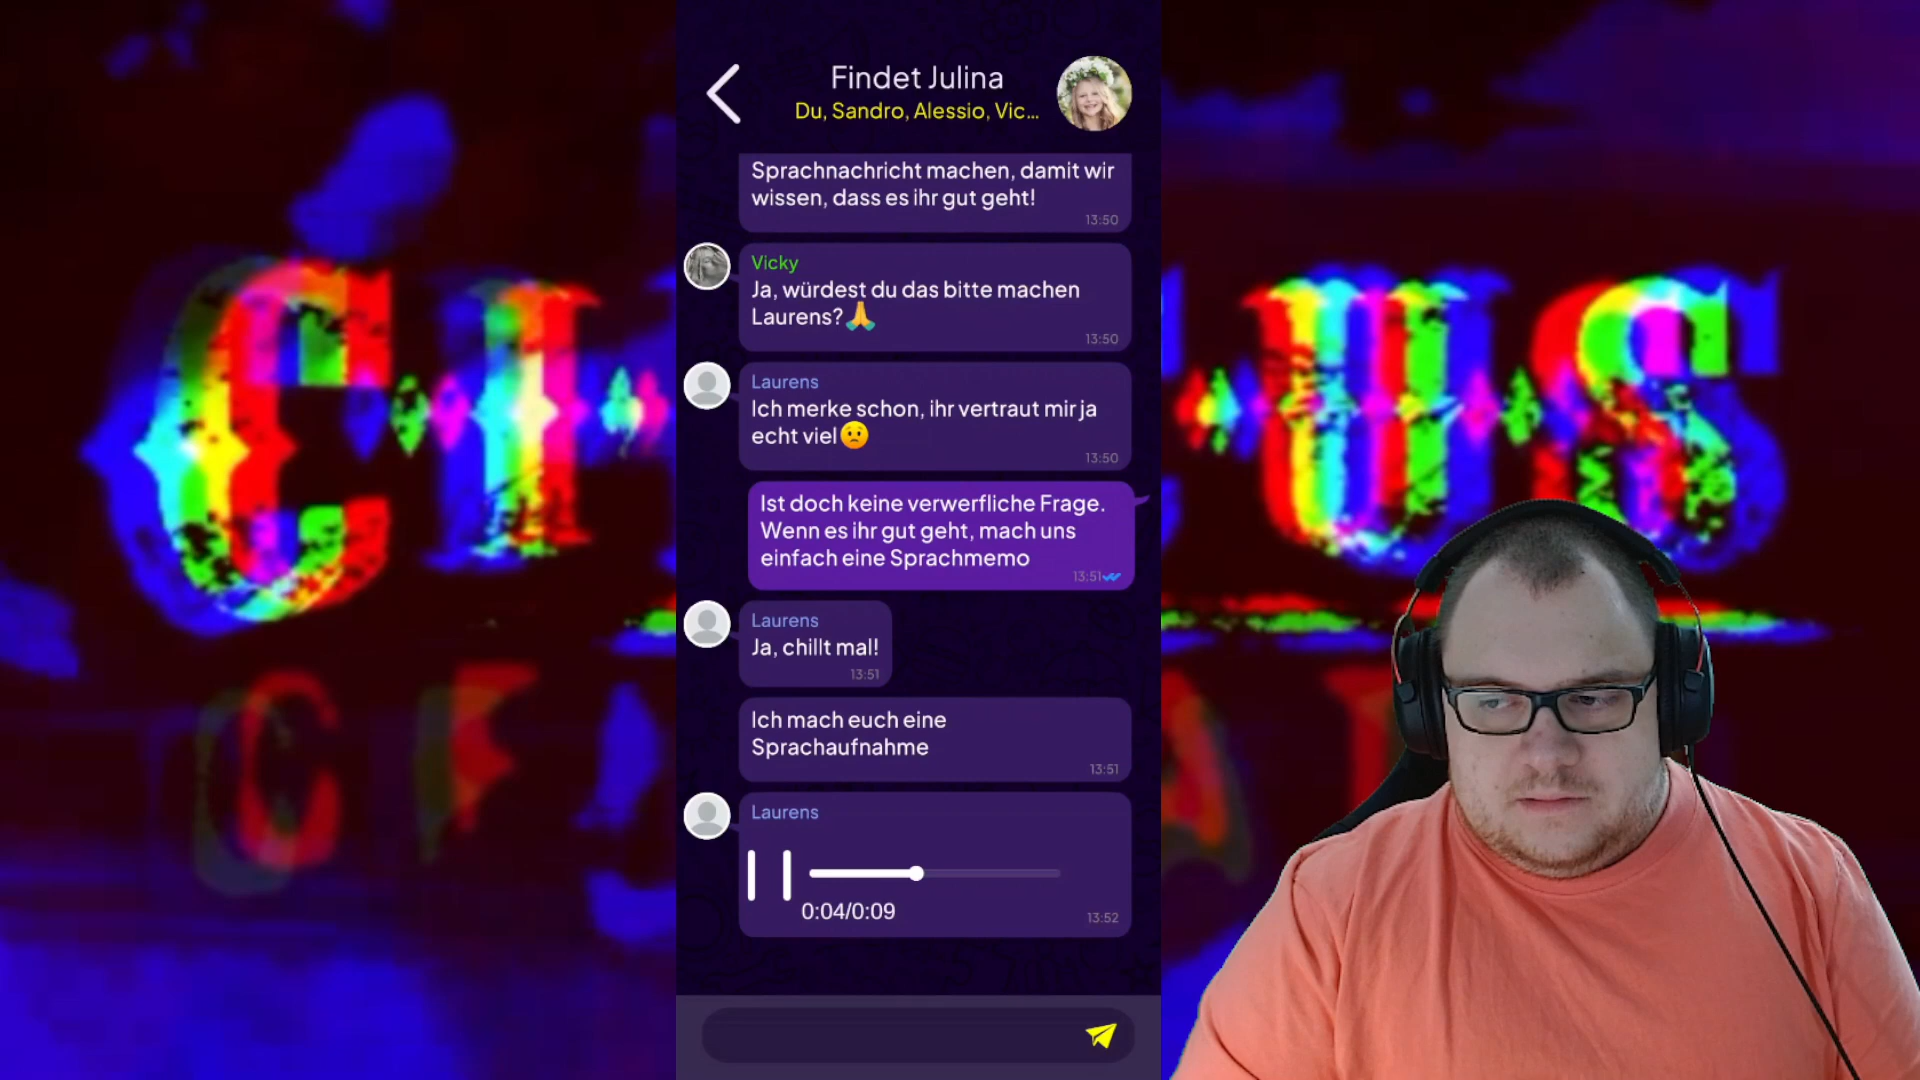 Findet Julina
Du, Sandro, Alessio, Vic...
Sprachnachricht machen, damit wir
wissen, dass es ihr gut geht!
13:50
Vicky
Ja, würdest du das bitte machen
Laurens?🙏
13:50
Laurens
Ich merke schon, ihr vertraut mir ja
echt viel😟
13:50
Ist doch keine verwerfliche Frage.
Wenn es ihr gut geht, mach uns
einfach eine Sprachmemo
13:51
Laurens
Ja, chillt mal!
13:51
Ich mach euch eine
Sprachaufnahme
13:51
Laurens
0:04/0:09
13:52